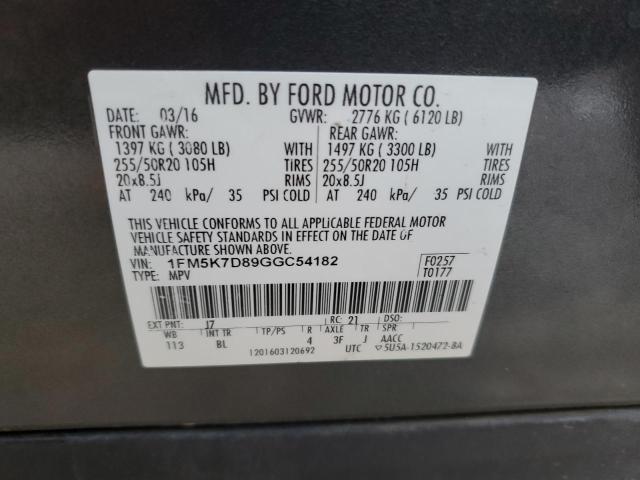 MFD. BY FORD MOTOR CO.
DATE: 03/16 GVWR: 2776 KG ( 6120 LB)
FRONT GAWR: REAR GAWR:
1397 KG ( 3080 LB) WITH 1497 KG ( 3300 LB) WITH
255/50R20 105H TIRES 255/50R20 105H TIRES
20x8.5J RIMS 20x8.5J RIMS
AT 240 kPa/ 35 PSI COLD AT 240 kPa/ 35 PSI COLD
THIS VEHICLE CONFORMS TO ALL APPLICABLE FEDERAL MOTOR
VEHICLE SAFETY STANDARDS IN EFFECT ON THE DATE OF
MANUFACTURE SHOWN ABOVE.
VIN: 1FM5K7D89GGC54182 F0257
TYPE: MPV T0177
EXT PNT: J7 RC: 21 DSO:
WB INT TR TP/PS R AXLE TR SPR
113 BL 4 3F J AACC
1201603120692 UTC ▽5U5A-1520472-BA